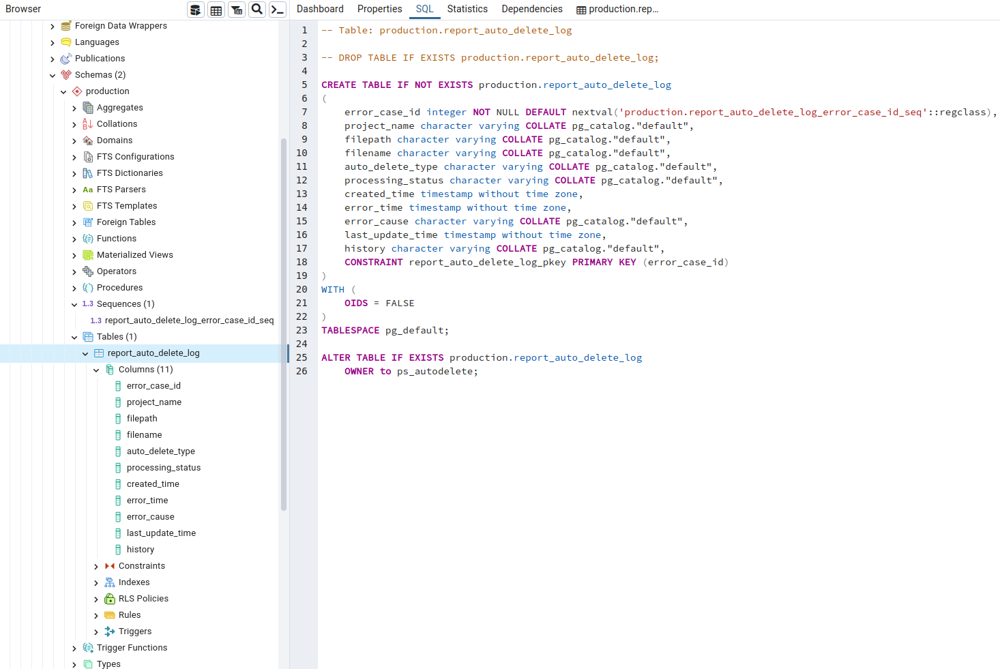 Browser
Dashboard Properties SQL Statistics Dependencies production.rep...
Foreign Data Wrappers
Languages
Publications
Schemas (2)
production
Aggregates
Collations
Domains
FTS Configurations
FTS Dictionaries
Aa FTS Parsers
FTS Templates
Foreign Tables
Functions
Materialized Views
Operators
Procedures
1.3 Sequences (1)
1.3 report_auto_delete_log_error_case_id_seq
Tables (1)
report_auto_delete_log
Columns (11)
error_case_id
project_name
filepath
filename
auto_delete_type
processing_status
created_time
error_time
error_cause
last_update_time
history
Constraints
Indexes
RLS Policies
Rules
Triggers
Trigger Functions
Types
1 -- Table: production.report_auto_delete_log
2
3 -- DROP TABLE IF EXISTS production.report_auto_delete_log;
4
5 CREATE TABLE IF NOT EXISTS production.report_auto_delete_log
6 (
7 error_case_id integer NOT NULL DEFAULT nextval('production.report_auto_delete_log_error_case_id_seq'::regclass),
8 project_name character varying COLLATE pg_catalog."default",
9 filepath character varying COLLATE pg_catalog."default",
10 filename character varying COLLATE pg_catalog."default",
11 auto_delete_type character varying COLLATE pg_catalog."default",
12 processing_status character varying COLLATE pg_catalog."default",
13 created_time timestamp without time zone,
14 error_time timestamp without time zone,
15 error_cause character varying COLLATE pg_catalog."default",
16 last_update_time timestamp without time zone,
17 history character varying COLLATE pg_catalog."default",
18 CONSTRAINT report_auto_delete_log_pkey PRIMARY KEY (error_case_id)
19 )
20 WITH (
21 OIDS = FALSE
22 )
23 TABLESPACE pg_default;
24
25 ALTER TABLE IF EXISTS production.report_auto_delete_log
26 OWNER to ps_autodelete;